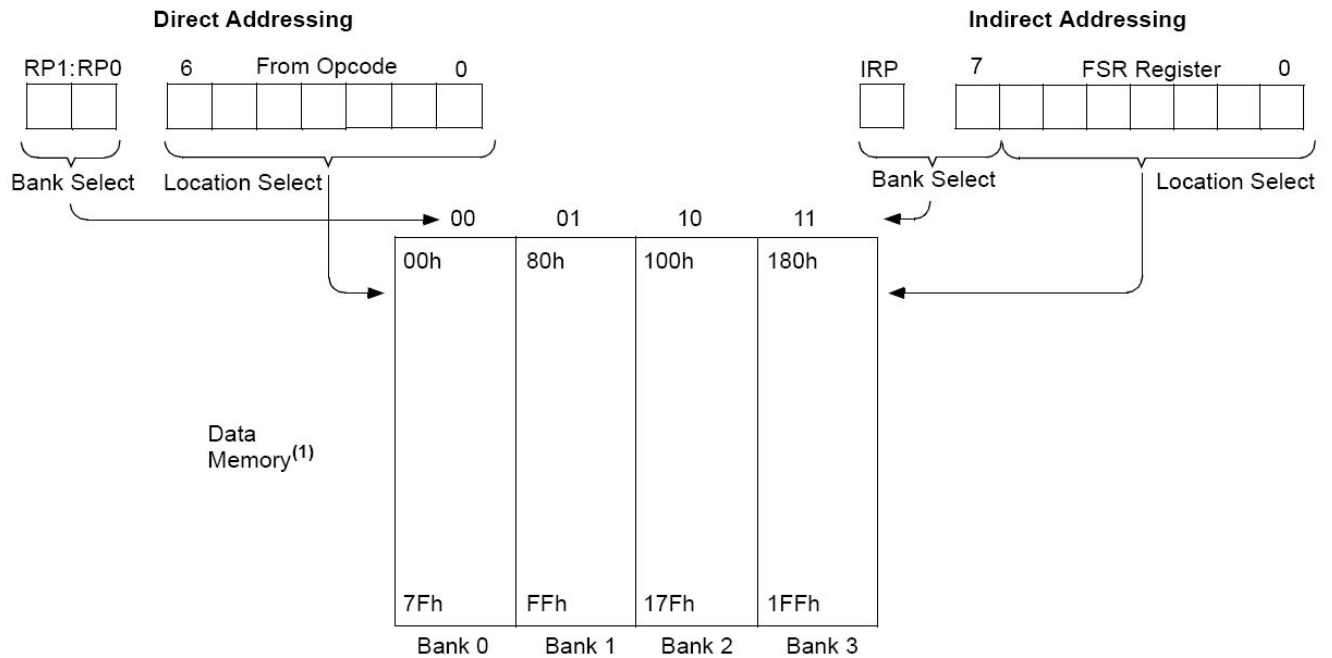 Direct Addressing Indirect Addressing
RP1:RP0 6 From Opcode 0 IRP 7 FSR Register 0
Bank Select Location Select Bank Select Location Select
00 01 10 11
00h 80h 100h 180h
Data
Memory(1)
7Fh FFh 17Fh 1FFh
Bank 0 Bank 1 Bank 2 Bank 3